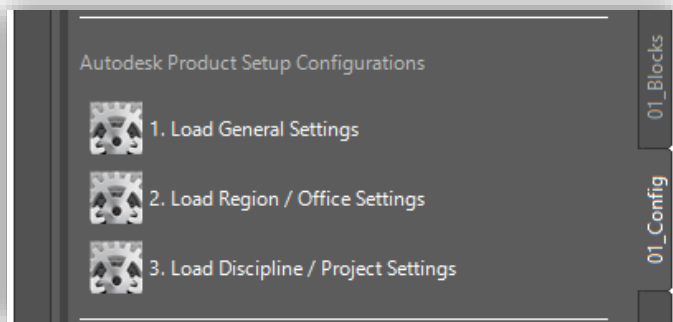 Autodesk Product Setup Configurations
1. Load General Settings
2. Load Region / Office Settings
3. Load Discipline / Project Settings
01_Blocks
01_Config